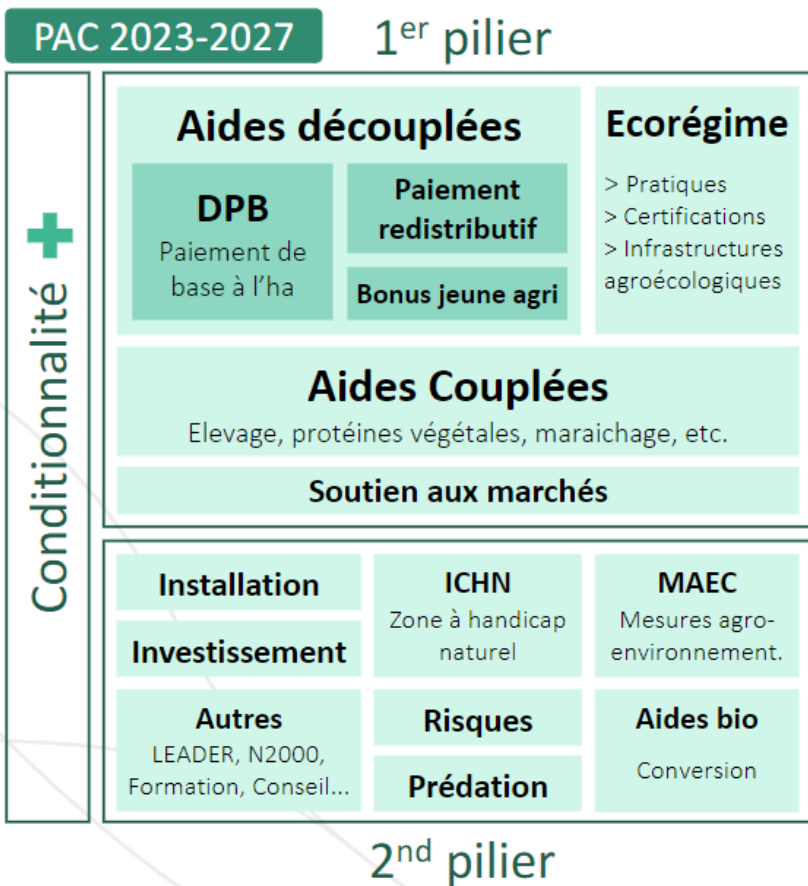 PAC 2023-2027
1er pilier
Conditionnalité +
Aides découplées
DPB
Paiement de
base à l’ha
Paiement
redistributif
Bonus jeune agri
Ecorégime
> Pratiques
> Certifications
> Infrastructures
agroécologiques
Aides Couplées
Elevage, protéines végétales, maraichage, etc.
Soutien aux marchés
Installation
Investissement
Autres
LEADER, N2000,
Formation, Conseil...
ICHN
Zone à handicap
naturel
Risques
Prédation
MAEC
Mesures agro-
environnement.
Aides bio
Conversion
2nd pilier